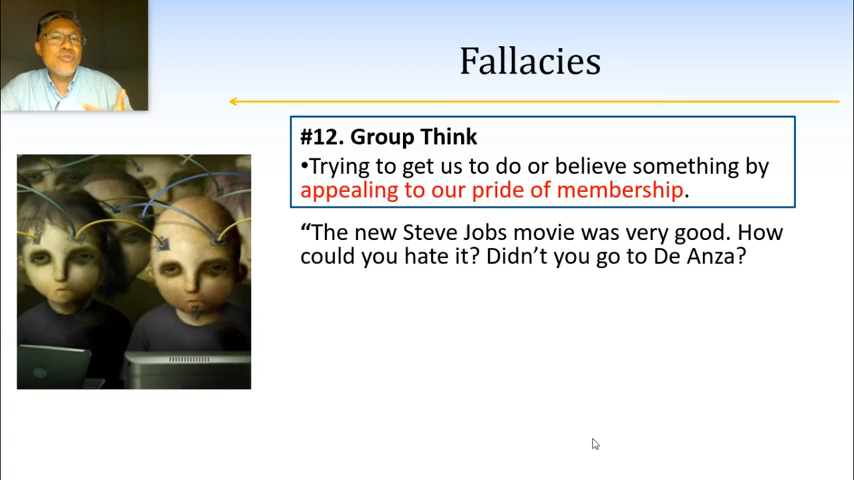 Fallacies
#12. Group Think
•Trying to get us to do or believe something by
appealing to our pride of membership.
“The new Steve Jobs movie was very good. How
could you hate it? Didn’t you go to De Anza?